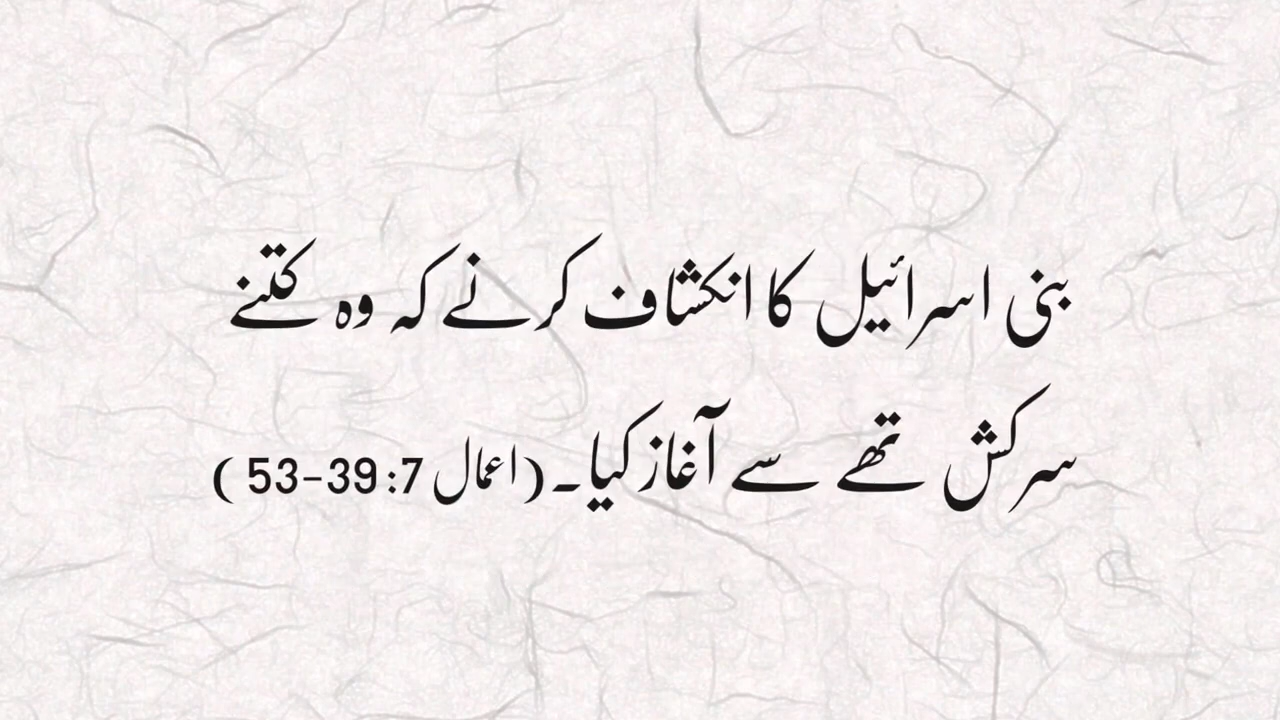 بنی اسرائیل کا انکشاف کرنے کہ وہ کتنے
سرکش تھے سے آغاز کیا۔ (اعمال 7: 39-53 )